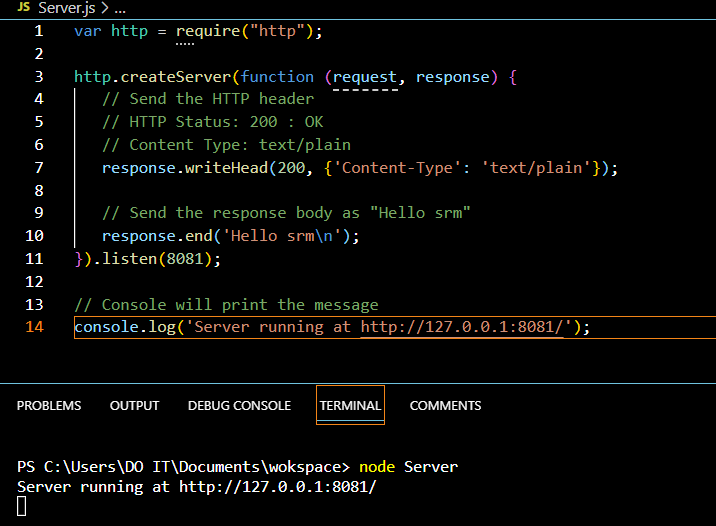 JS Server.js > ...
1 var http = require("http");
2
3 http.createServer(function (request, response) {
4    // Send the HTTP header
5    // HTTP Status: 200 : OK
6    // Content Type: text/plain
7    response.writeHead(200, {'Content-Type': 'text/plain'});
8
9    // Send the response body as "Hello srm"
10    response.end('Hello srm\n');
11 }).listen(8081);
12
13 // Console will print the message
14 console.log('Server running at http://127.0.0.1:8081/');
PROBLEMS OUTPUT DEBUG CONSOLE TERMINAL COMMENTS
PS C:\Users\DO IT\Documents\wokspace> node Server
Server running at http://127.0.0.1:8081/